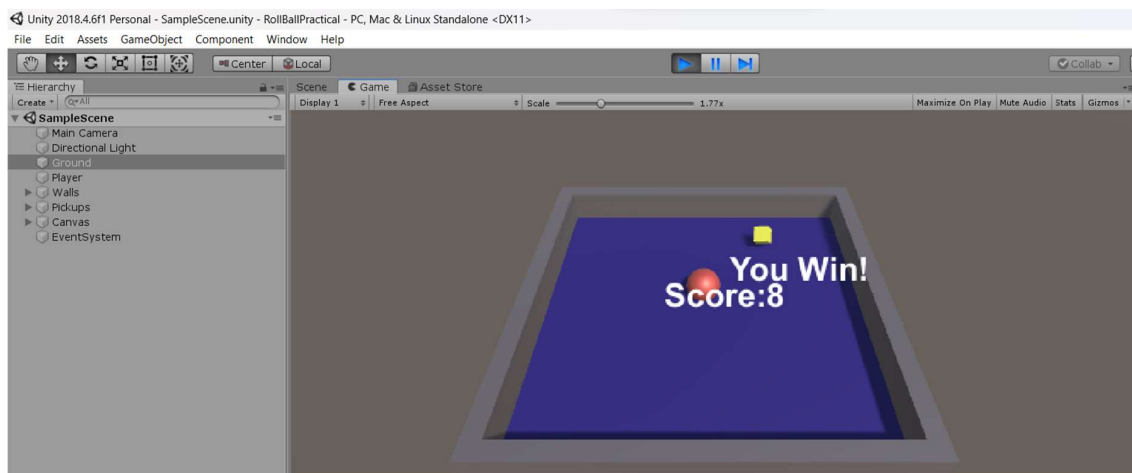 Unity 2018.4.6f1 Personal - SampleScene.unity - RollBallPractical - PC, Mac & Linux Standalone <DX11>
File Edit Assets GameObject Component Window Help
Center Local Collab
Hierarchy Scene Game Asset Store
Create All Display 1 Free Aspect Scale 1.77x Maximize On Play Mute Audio Stats Gizmos
SampleScene
Main Camera
Directional Light
Ground
Player
Walls
Pickups
Canvas
EventSystem
You Win!
Score:8